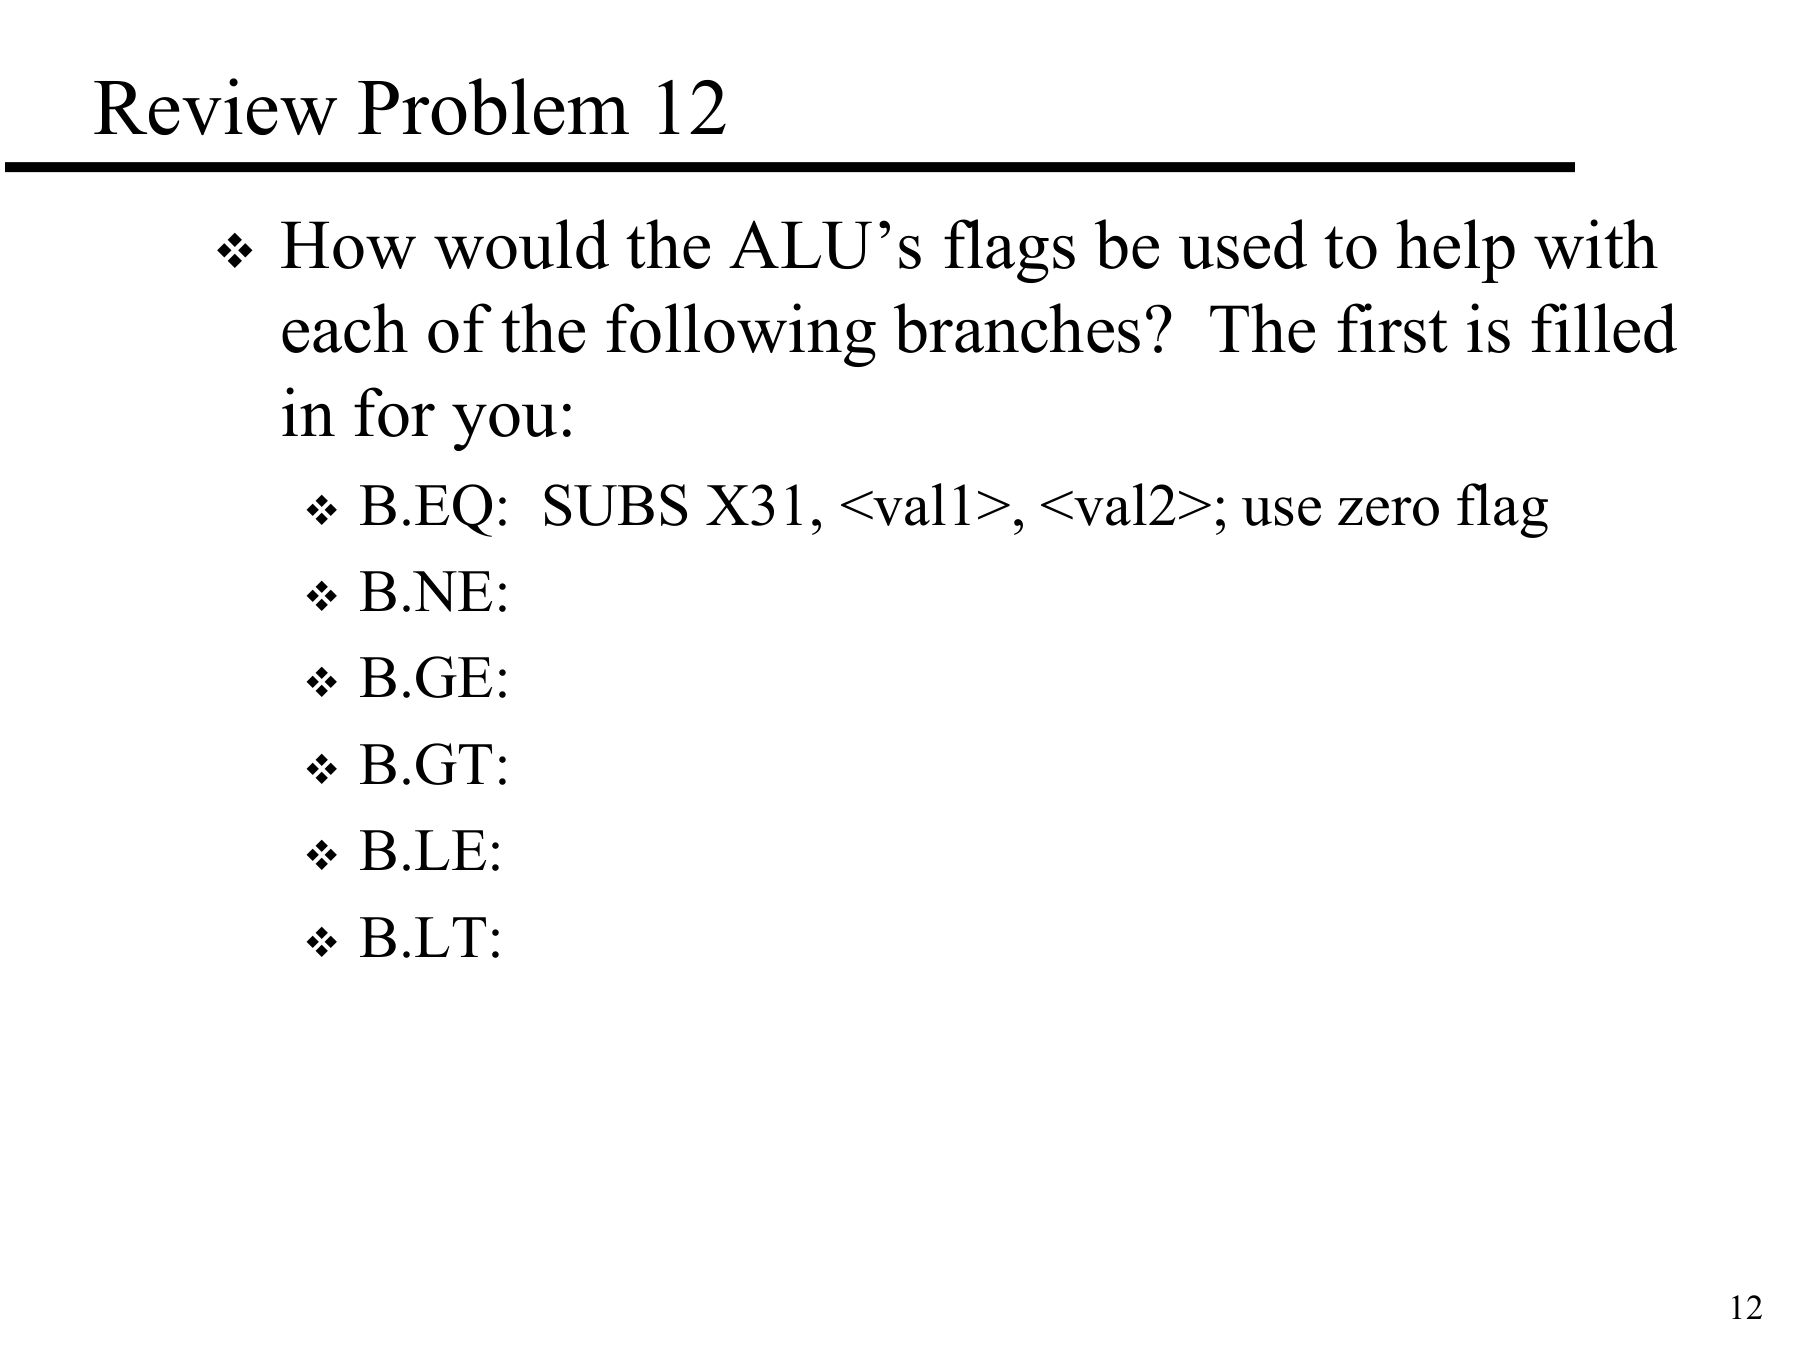 Review Problem 12
❖ How would the ALU’s flags be used to help with
each of the following branches?  The first is filled
in for you:
❖ B.EQ:  SUBS X31, <val1>, <val2>; use zero flag
❖ B.NE:
❖ B.GE:
❖ B.GT:
❖ B.LE:
❖ B.LT:
12